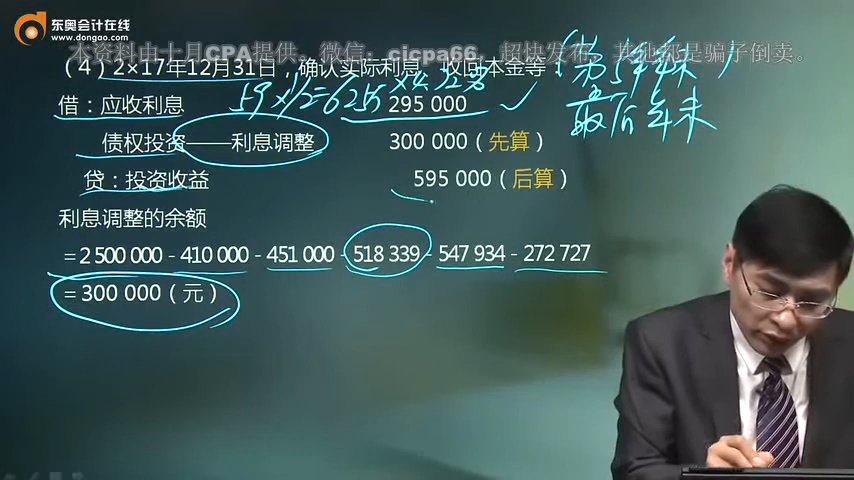 东奥会计在线
www.dongao.com
本资料由十月CPA提供。微信：cicpa66，超快发布，其他都是骗子倒卖。
（4）2×17年12月31日，确认实际利息、收回本金等：
（第5年末）
最后年末
借：应收利息 295 000
债权投资——利息调整 300 000（先算）
贷：投资收益 595 000（后算）
利息调整的余额
＝2 500 000－410 000－451 000－518 339－547 934－272 727
＝300 000（元）